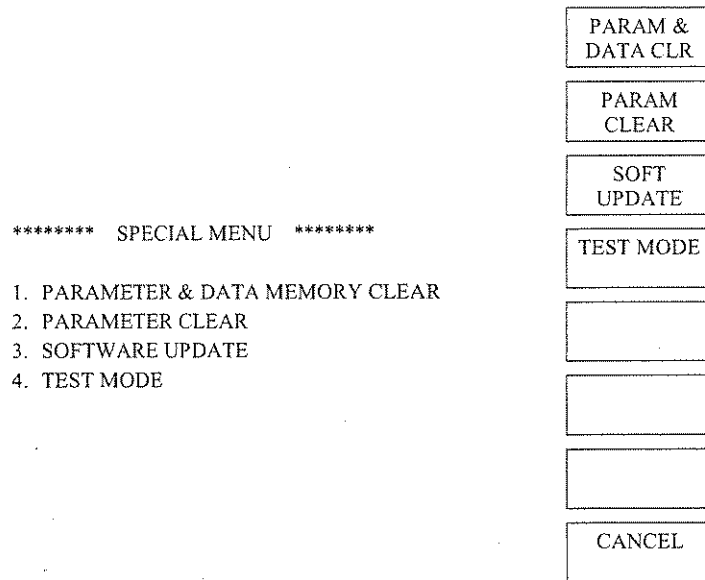 PARAM &
DATA CLR
PARAM
CLEAR
SOFT
UPDATE
******** SPECIAL MENU ********
TEST MODE
1. PARAMETER & DATA MEMORY CLEAR
2. PARAMETER CLEAR
3. SOFTWARE UPDATE
4. TEST MODE
CANCEL